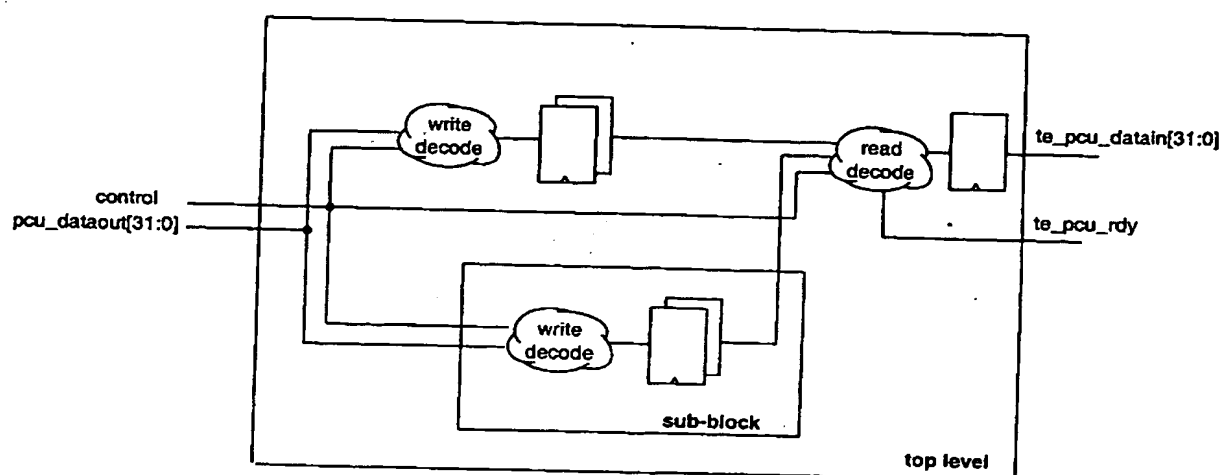 write
decode
read
decode
te_pcu_datain[31:0]
control
pcu_dataout[31:0]
te_pcu_rdy
write
decode
sub-block
top level